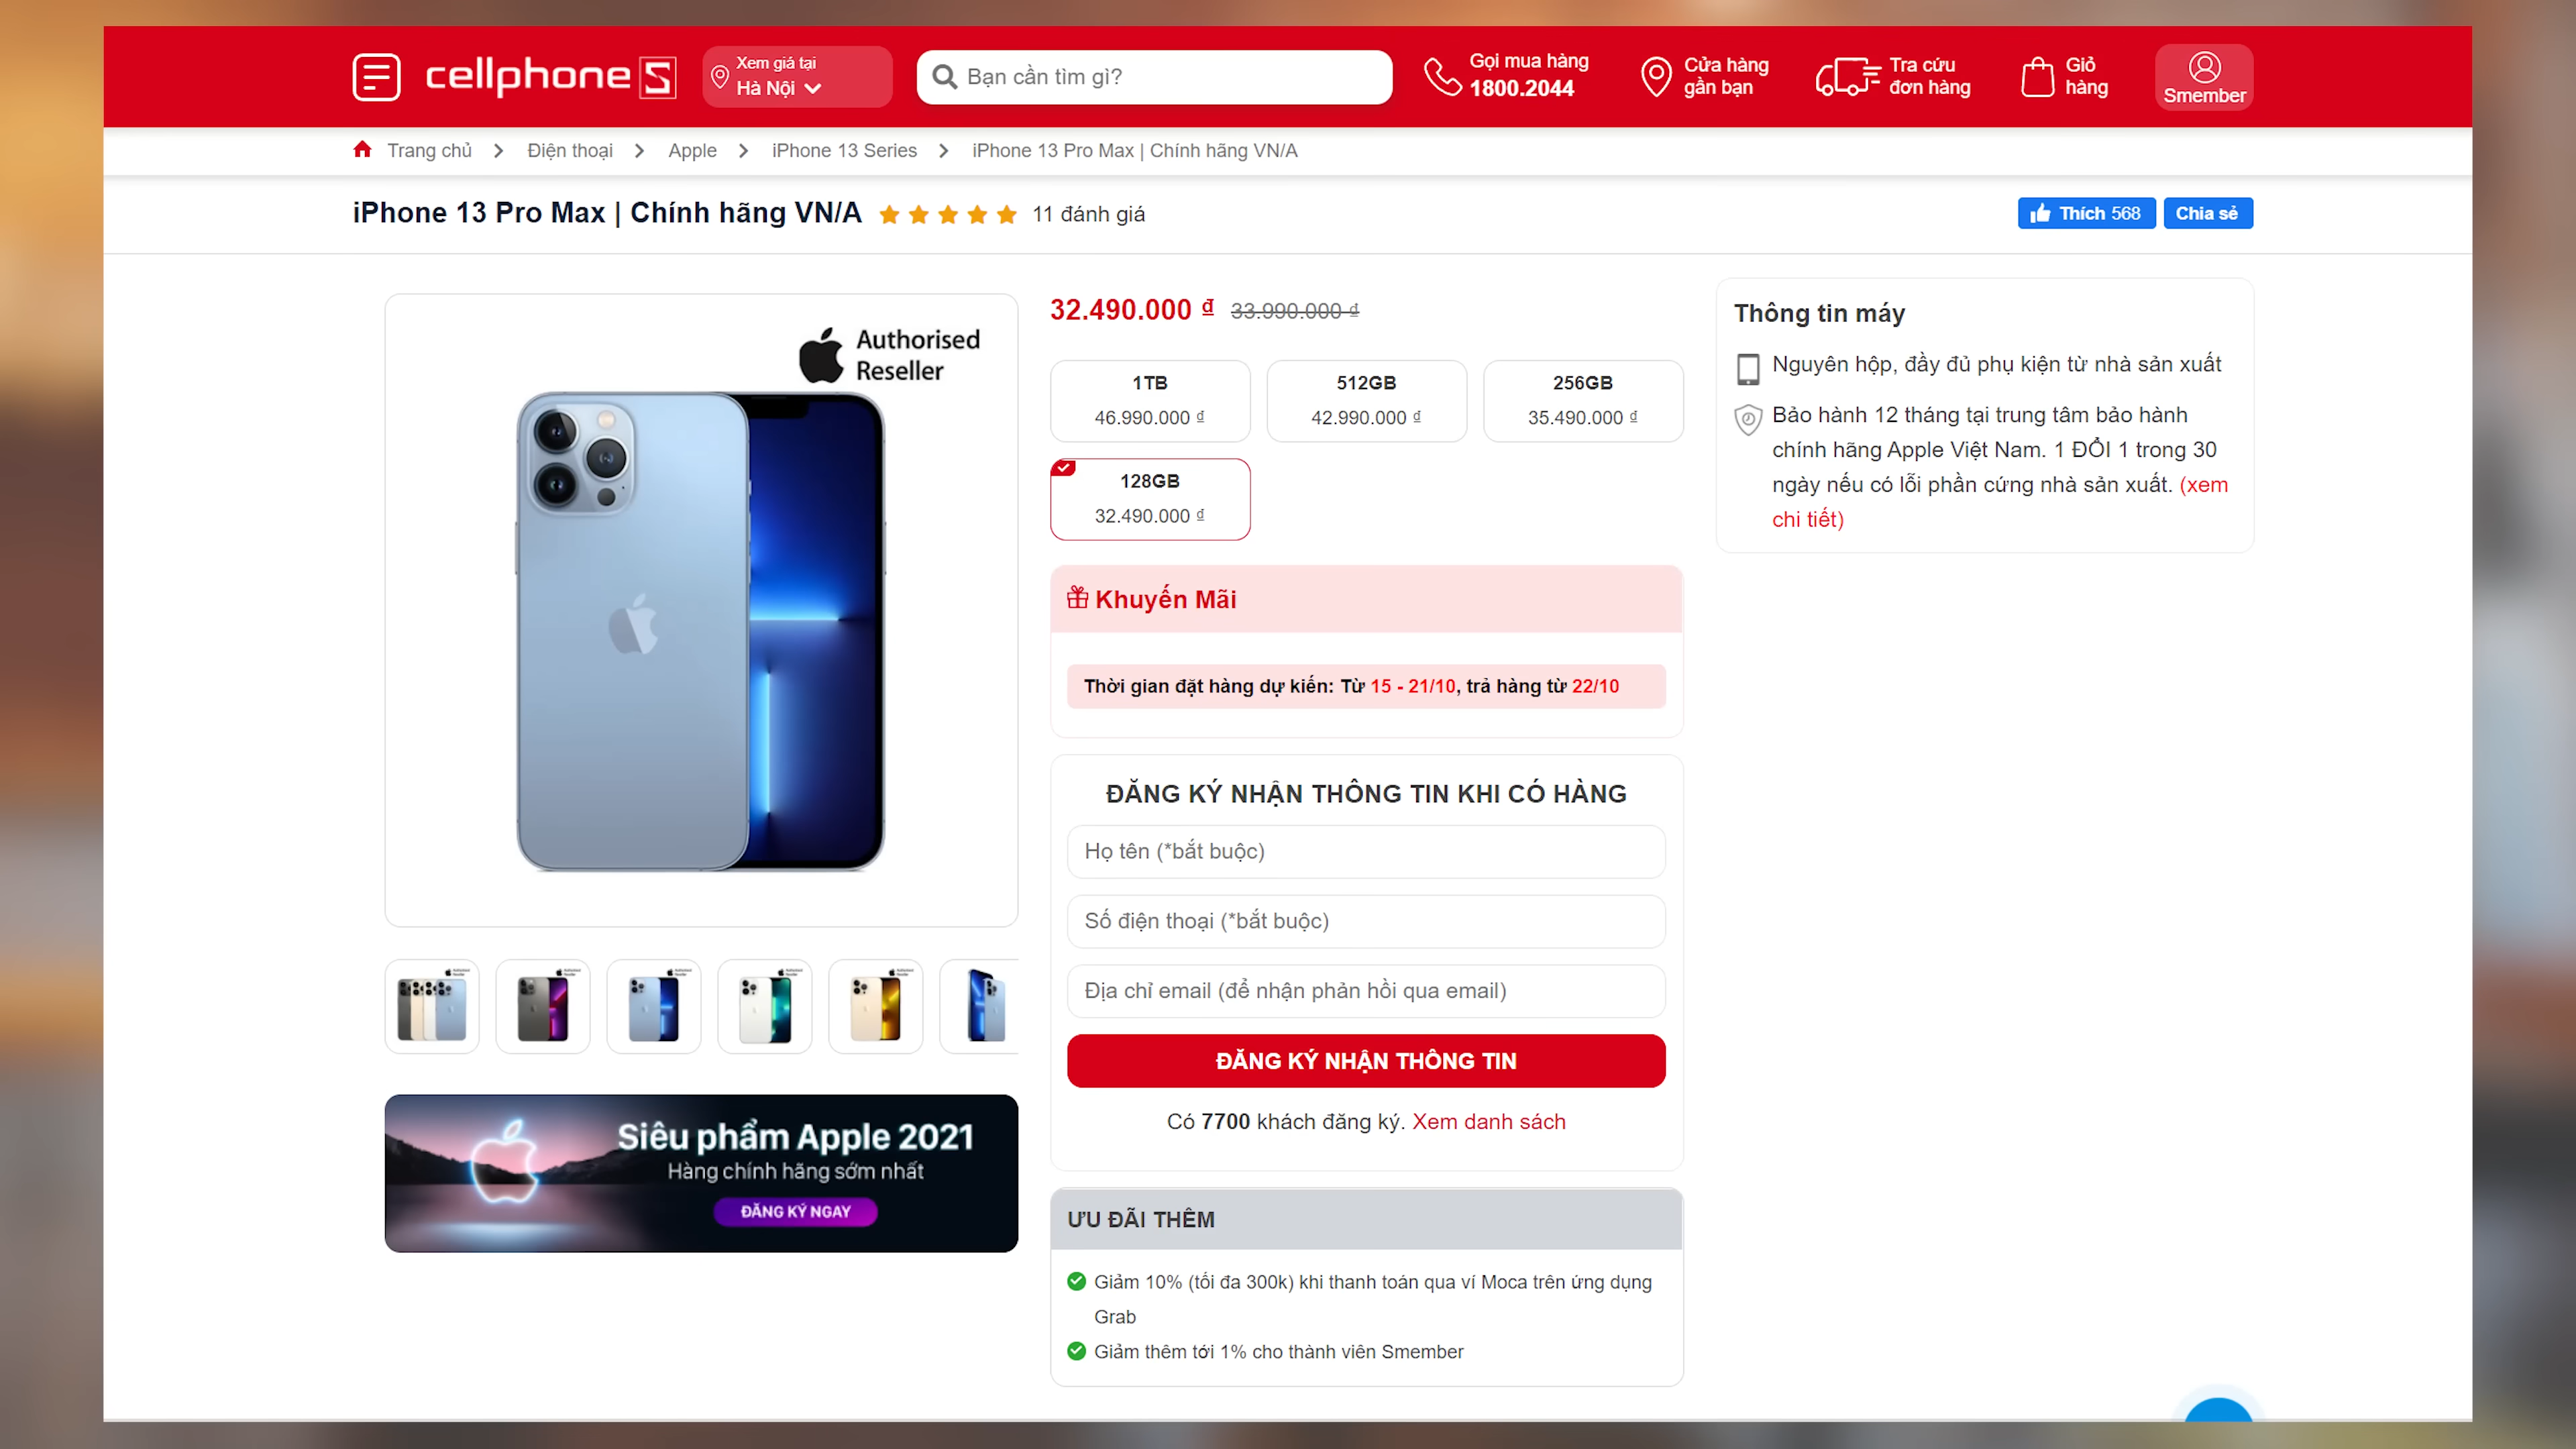 cellphoneS
Xem giá tại
Hà Nội
Bạn cần tìm gì?
Gọi mua hàng
1800.2044
Cửa hàng
gần bạn
Tra cứu
đơn hàng
Giỏ
hàng
Smember
Trang chủ > Điện thoại > Apple > iPhone 13 Series > iPhone 13 Pro Max | Chính hãng VN/A
iPhone 13 Pro Max | Chính hãng VN/A
11 đánh giá
Thích 568
Chia sẻ
Authorised
Reseller
32.490.000 ₫ 33.990.000 ₫
1TB
46.990.000 ₫
512GB
42.990.000 ₫
256GB
35.490.000 ₫
128GB
32.490.000 ₫
Khuyến Mãi
Thời gian đặt hàng dự kiến: Từ 15 - 21/10, trả hàng từ 22/10
ĐĂNG KÝ NHẬN THÔNG TIN KHI CÓ HÀNG
Họ tên (*bắt buộc)
Số điện thoại (*bắt buộc)
Địa chỉ email (để nhận phản hồi qua email)
ĐĂNG KÝ NHẬN THÔNG TIN
Có 7700 khách đăng ký. Xem danh sách
ƯU ĐÃI THÊM
Giảm 10% (tối đa 300k) khi thanh toán qua ví Moca trên ứng dụng
Grab
Giảm thêm tới 1% cho thành viên Smember
Thông tin máy
Nguyên hộp, đầy đủ phụ kiện từ nhà sản xuất
Bảo hành 12 tháng tại trung tâm bảo hành
chính hãng Apple Việt Nam. 1 ĐỔI 1 trong 30
ngày nếu có lỗi phần cứng nhà sản xuất. (xem
chi tiết)
Siêu phẩm Apple 2021
Hàng chính hãng sớm nhất
ĐĂNG KÝ NGAY